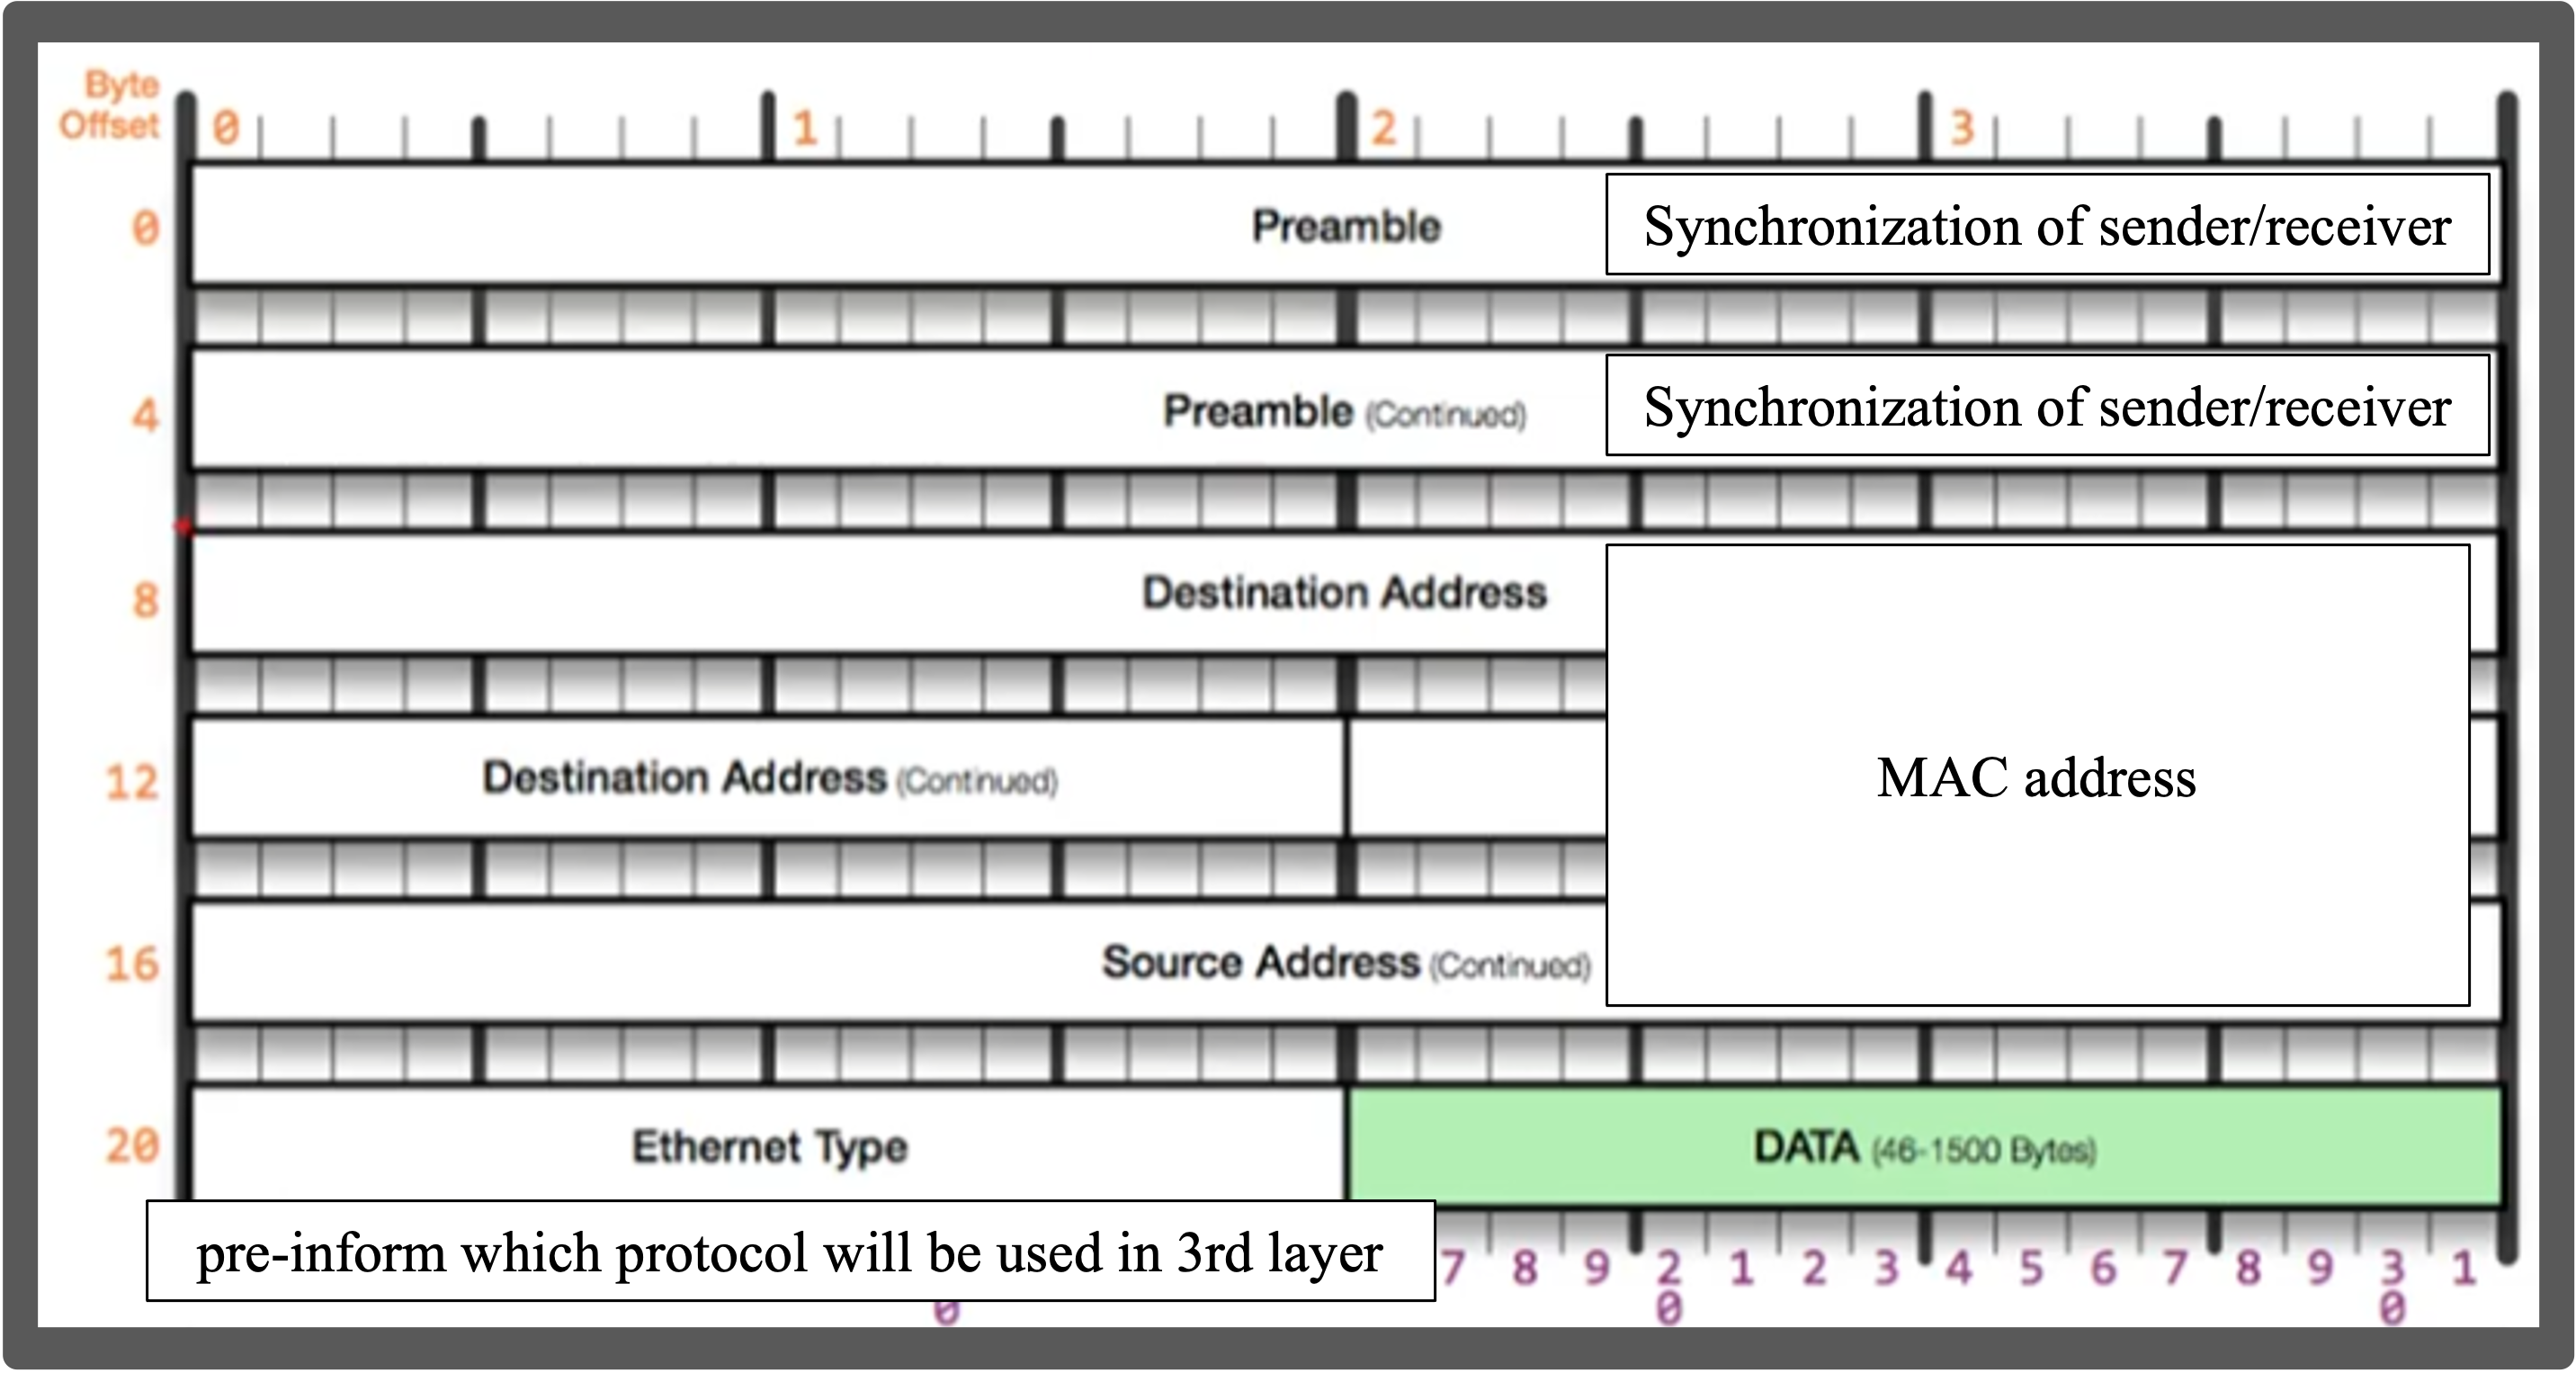 Byte
Offset
0 1 2 3
0
Preamble
Synchronization of sender/receiver
4
Preamble (Continued)
Synchronization of sender/receiver
8
Destination Address
12
Destination Address (Continued)
MAC address
16
Source Address (Continued)
20
Ethernet Type
DATA (46-1500 Bytes)
pre-inform which protocol will be used in 3rd layer
7 8 9 2 1 2 3 4 5 6 7 8 9 3 1
0 0 0